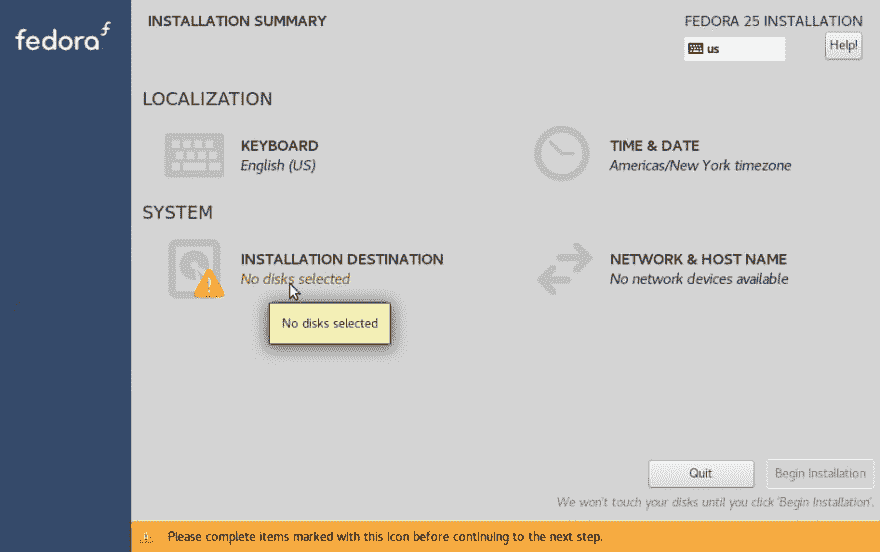 fedora
INSTALLATION SUMMARY
FEDORA 25 INSTALLATION
us
Help!
LOCALIZATION
KEYBOARD
English (US)
TIME & DATE
Americas/New York timezone
SYSTEM
INSTALLATION DESTINATION
No disks selected
NETWORK & HOST NAME
No network devices available
No disks selected
Quit
Begin Installation
We won't touch your disks until you click 'Begin Installation'.
Please complete items marked with this icon before continuing to the next step.